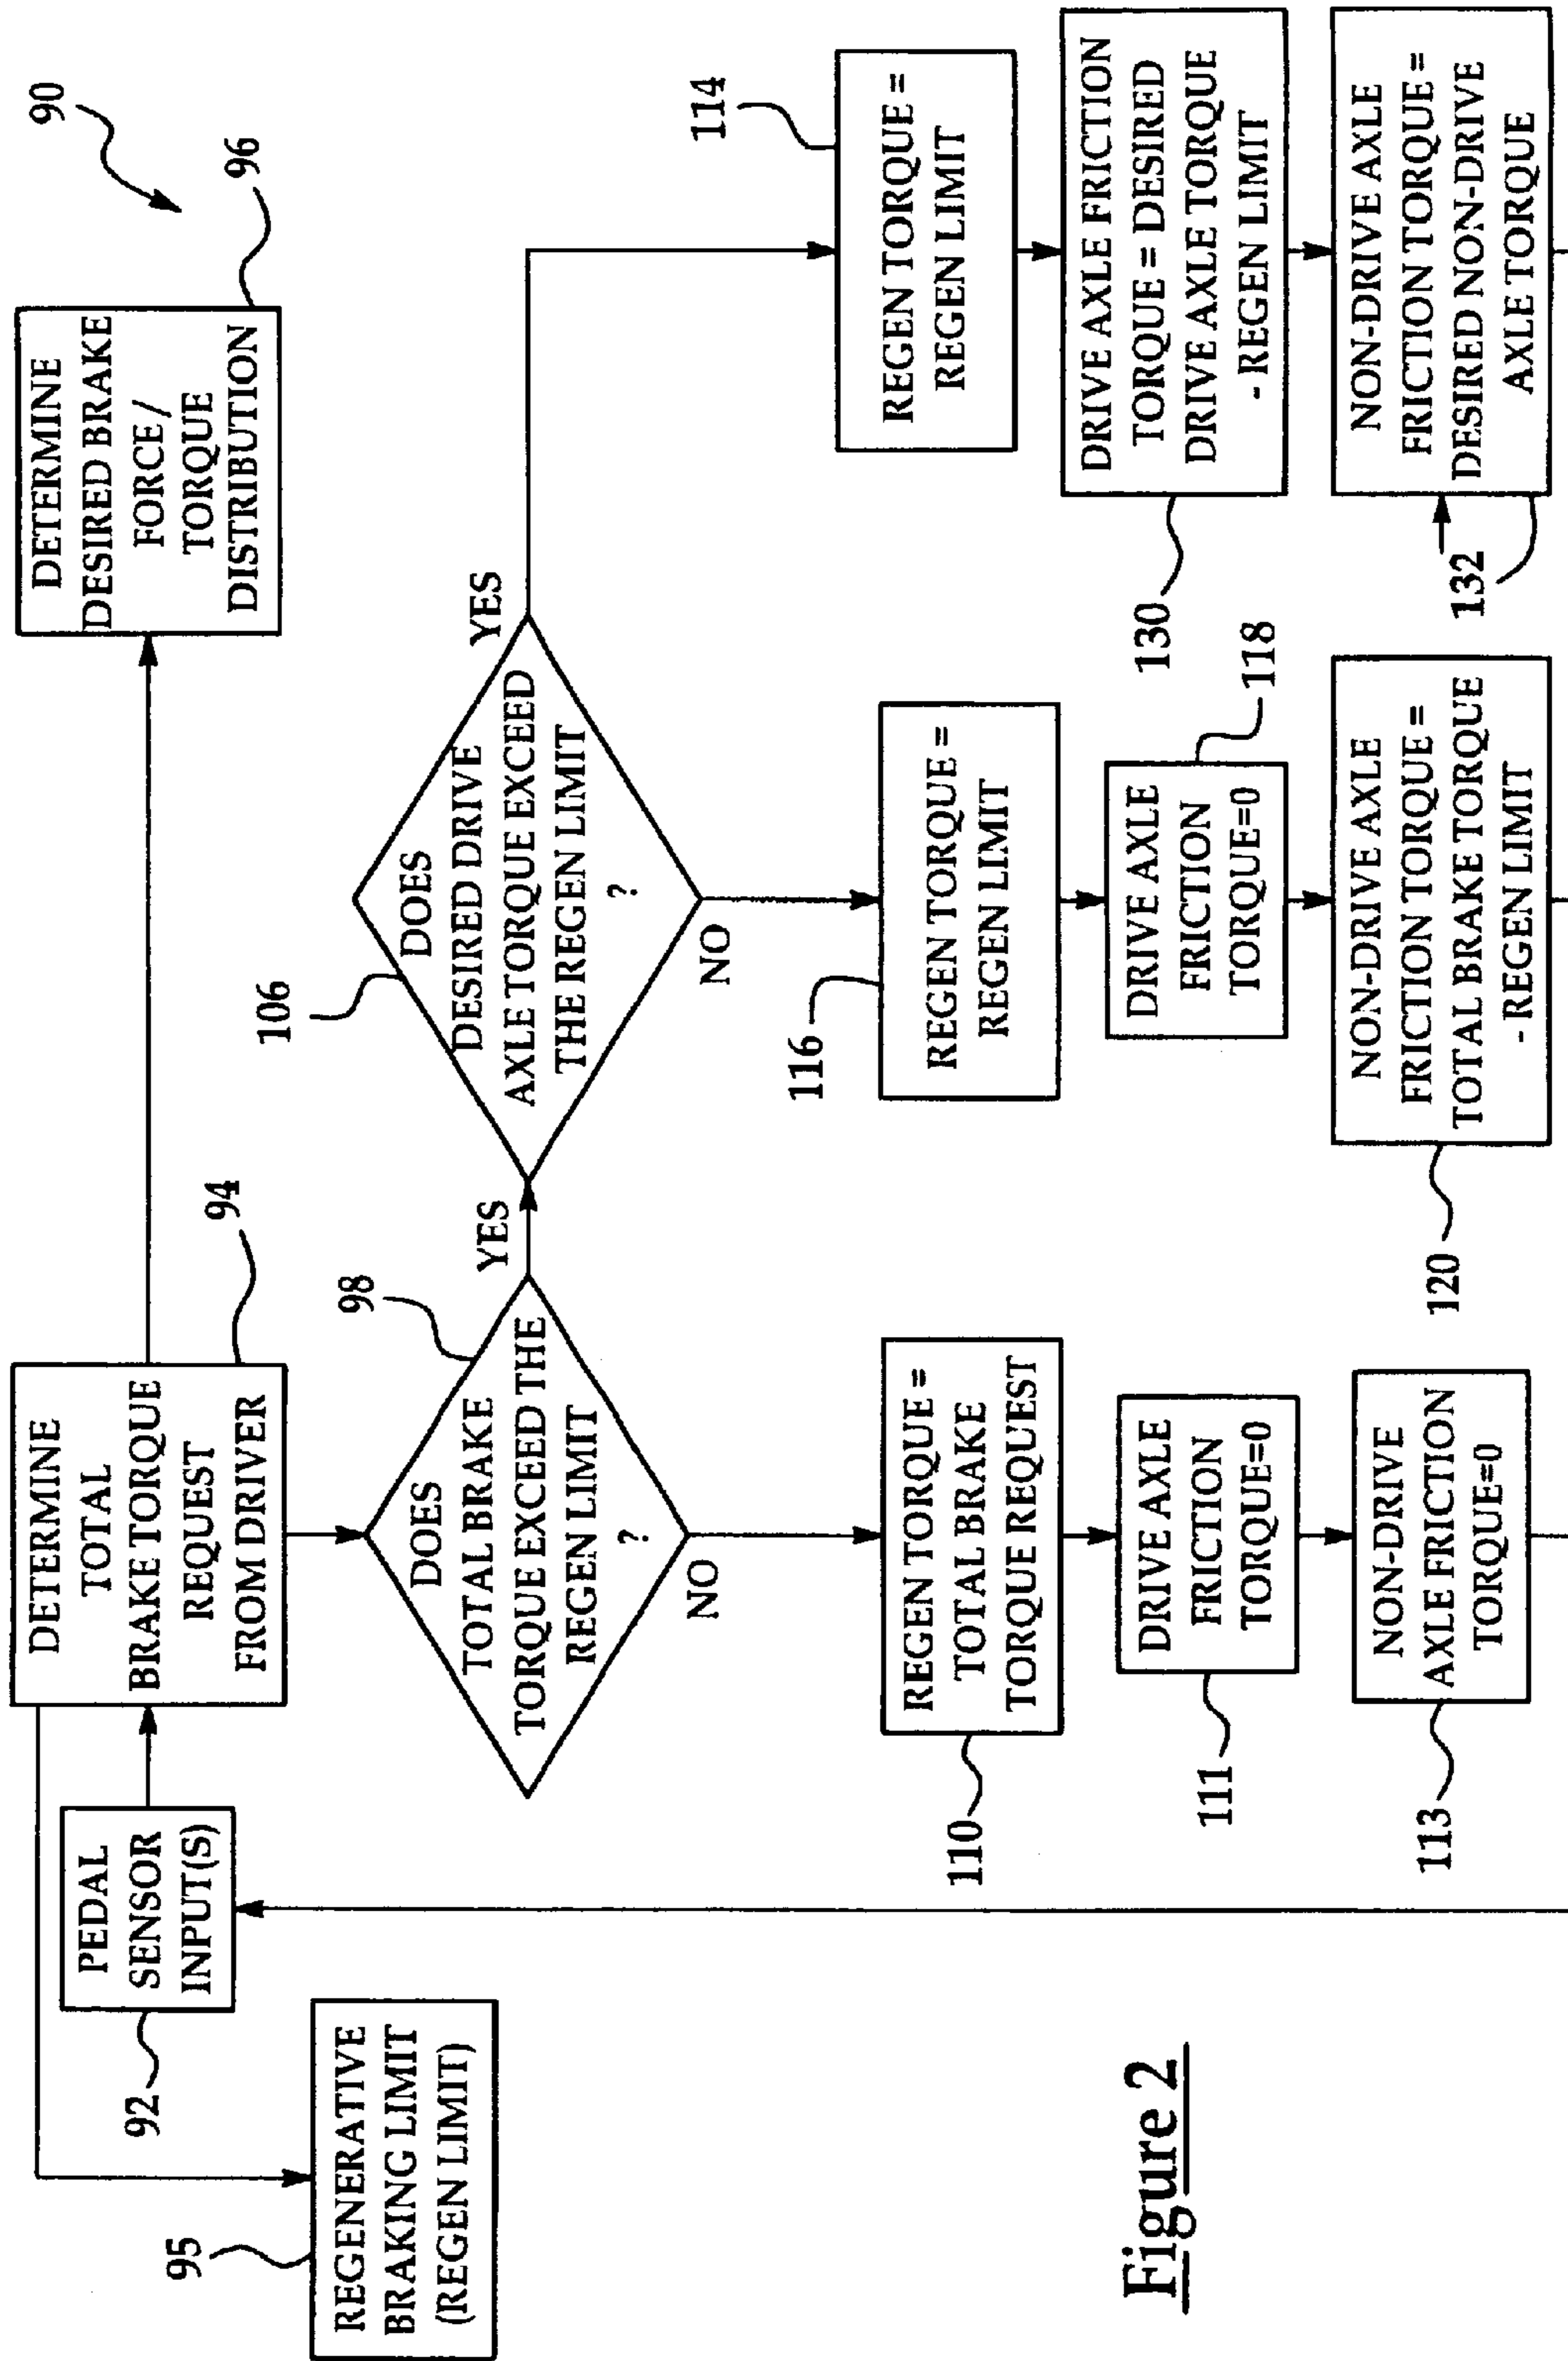 90
DETERMINE
DESIRED BRAKE
FORCE /
TORQUE
DISTRIBUTION
96
DETERMINE
TOTAL
BRAKE TORQUE
REQUEST
FROM DRIVER
94
PEDAL
SENSOR
INPUT(S)
92
REGENERATIVE
BRAKING LIMIT
(REGEN LIMIT)
95
DOES
TOTAL BRAKE
TORQUE EXCEED THE
REGEN LIMIT
?
98
YES
NO
DOES
DESIRED DRIVE
AXLE TORQUE EXCEED
THE REGEN LIMIT
?
106
YES
NO
REGEN TORQUE =
TOTAL BRAKE
TORQUE REQUEST
110
DRIVE AXLE
FRICTION
TORQUE=0
111
NON-DRIVE
AXLE FRICTION
TORQUE=0
113
REGEN TORQUE =
REGEN LIMIT
116
DRIVE AXLE
FRICTION
TORQUE=0
118
NON-DRIVE AXLE
FRICTION TORQUE =
TOTAL BRAKE TORQUE
- REGEN LIMIT
120
REGEN TORQUE =
REGEN LIMIT
114
DRIVE AXLE FRICTION
TORQUE = DESIRED
DRIVE AXLE TORQUE
- REGEN LIMIT
130
NON-DRIVE AXLE
FRICTION TORQUE =
DESIRED NON-DRIVE
AXLE TORQUE
132
Figure 2